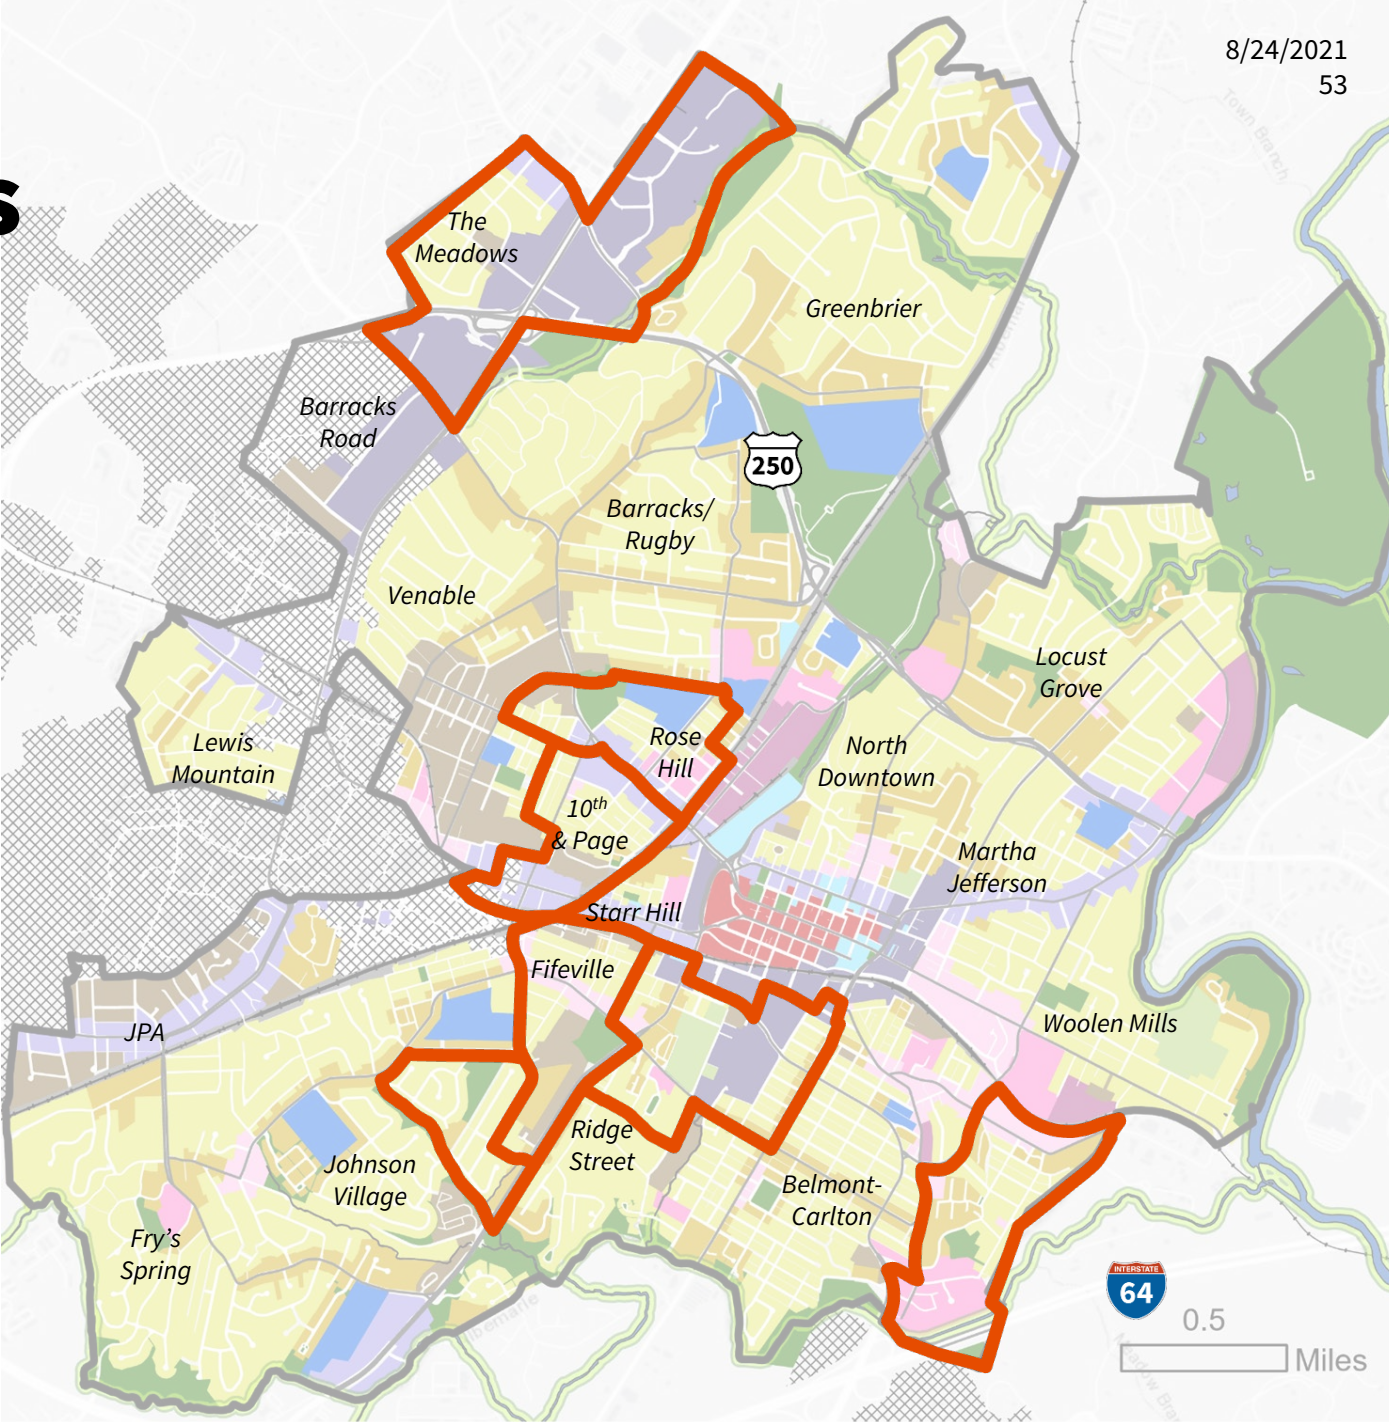 8/24/2021
53
s
The
Meadows
Greenbrier
Barracks
Road
250
Barracks/
Rugby
Venable
Town Branch
Locust
Grove
Lewis
Mountain
Rose
Hill
North
Downtown
10th
& Page
Martha
Jefferson
Starr Hill
Fifeville
JPA
Woolen Mills
Ridge
Street
Johnson
Village
Belmont-
Carlton
Fry's
Spring
INTERSTATE
64
0.5
Miles